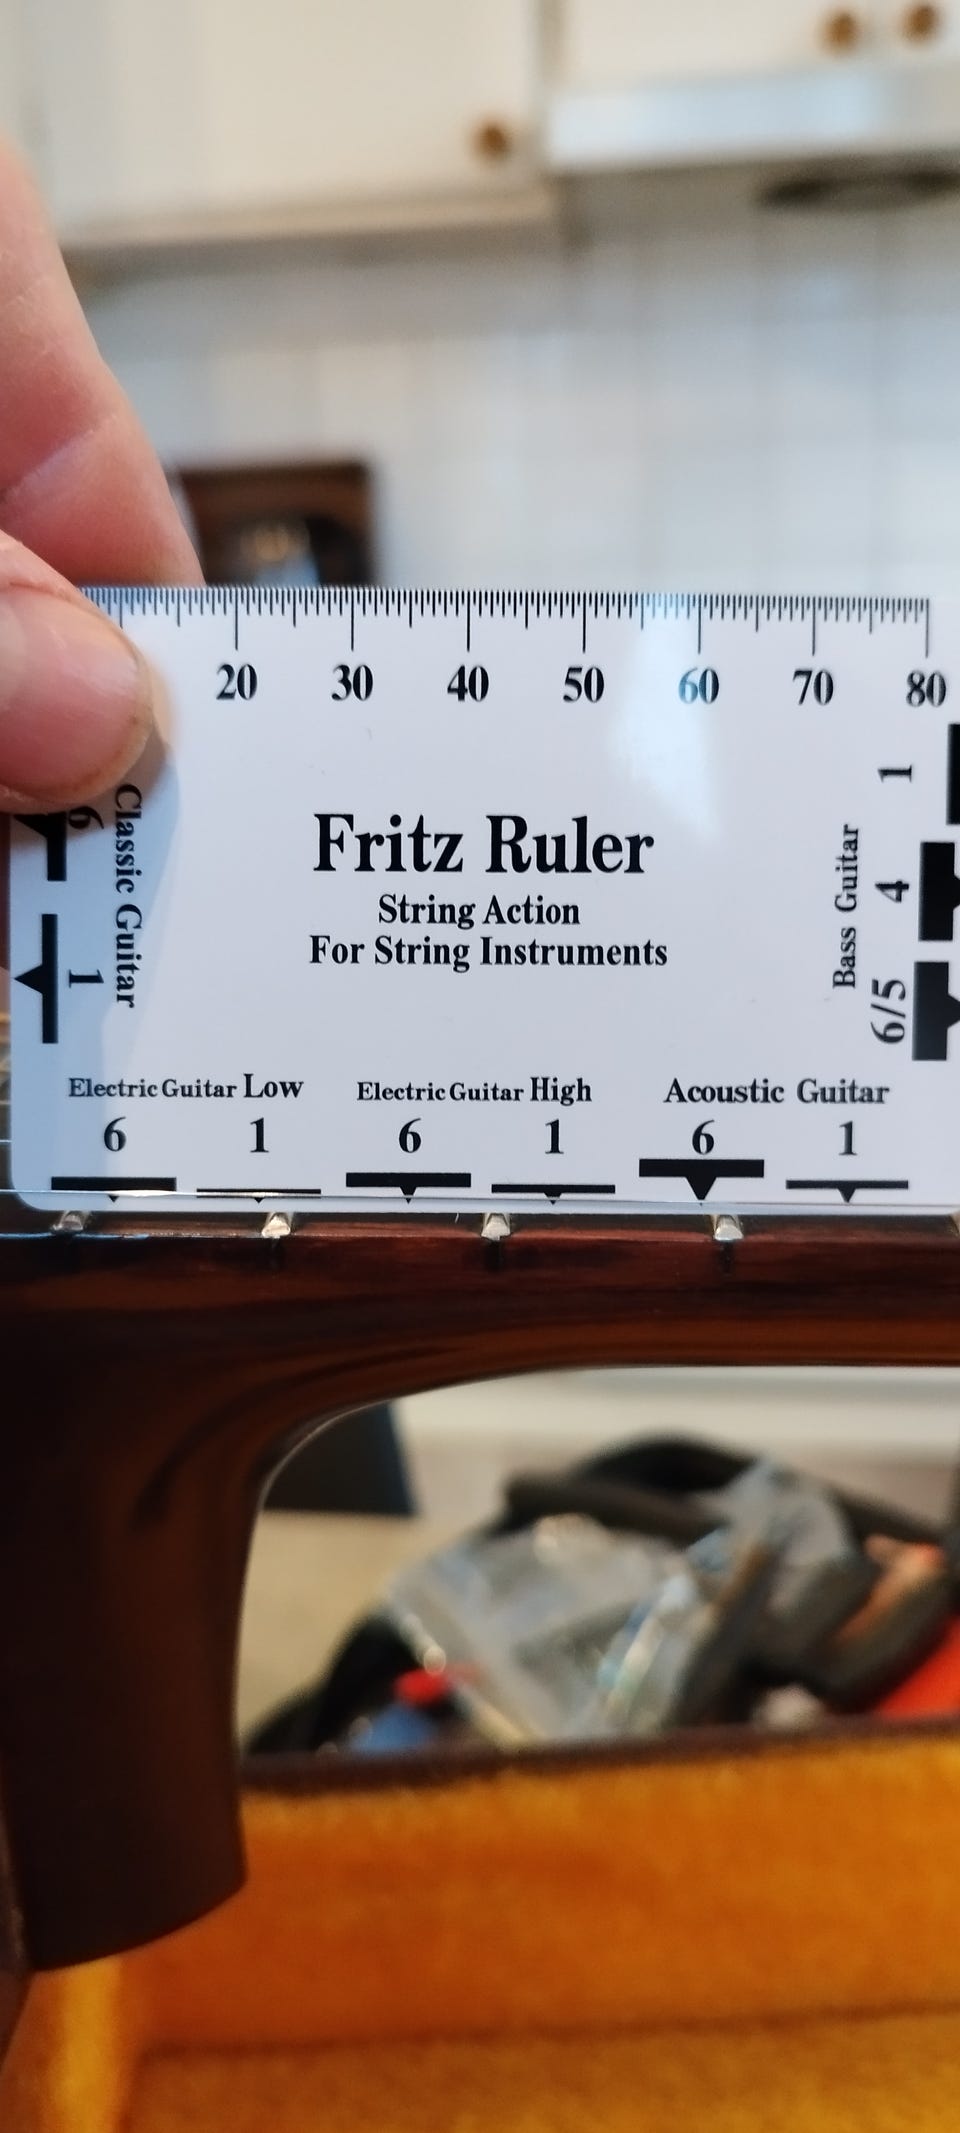 20 30 40 50 60 70 80
Fritz Ruler
String Action
For String Instruments
Classic Guitar
6 1
Bass Guitar
1 4 6/5
Electric Guitar Low Electric Guitar High Acoustic Guitar
6 1 6 1 6 1